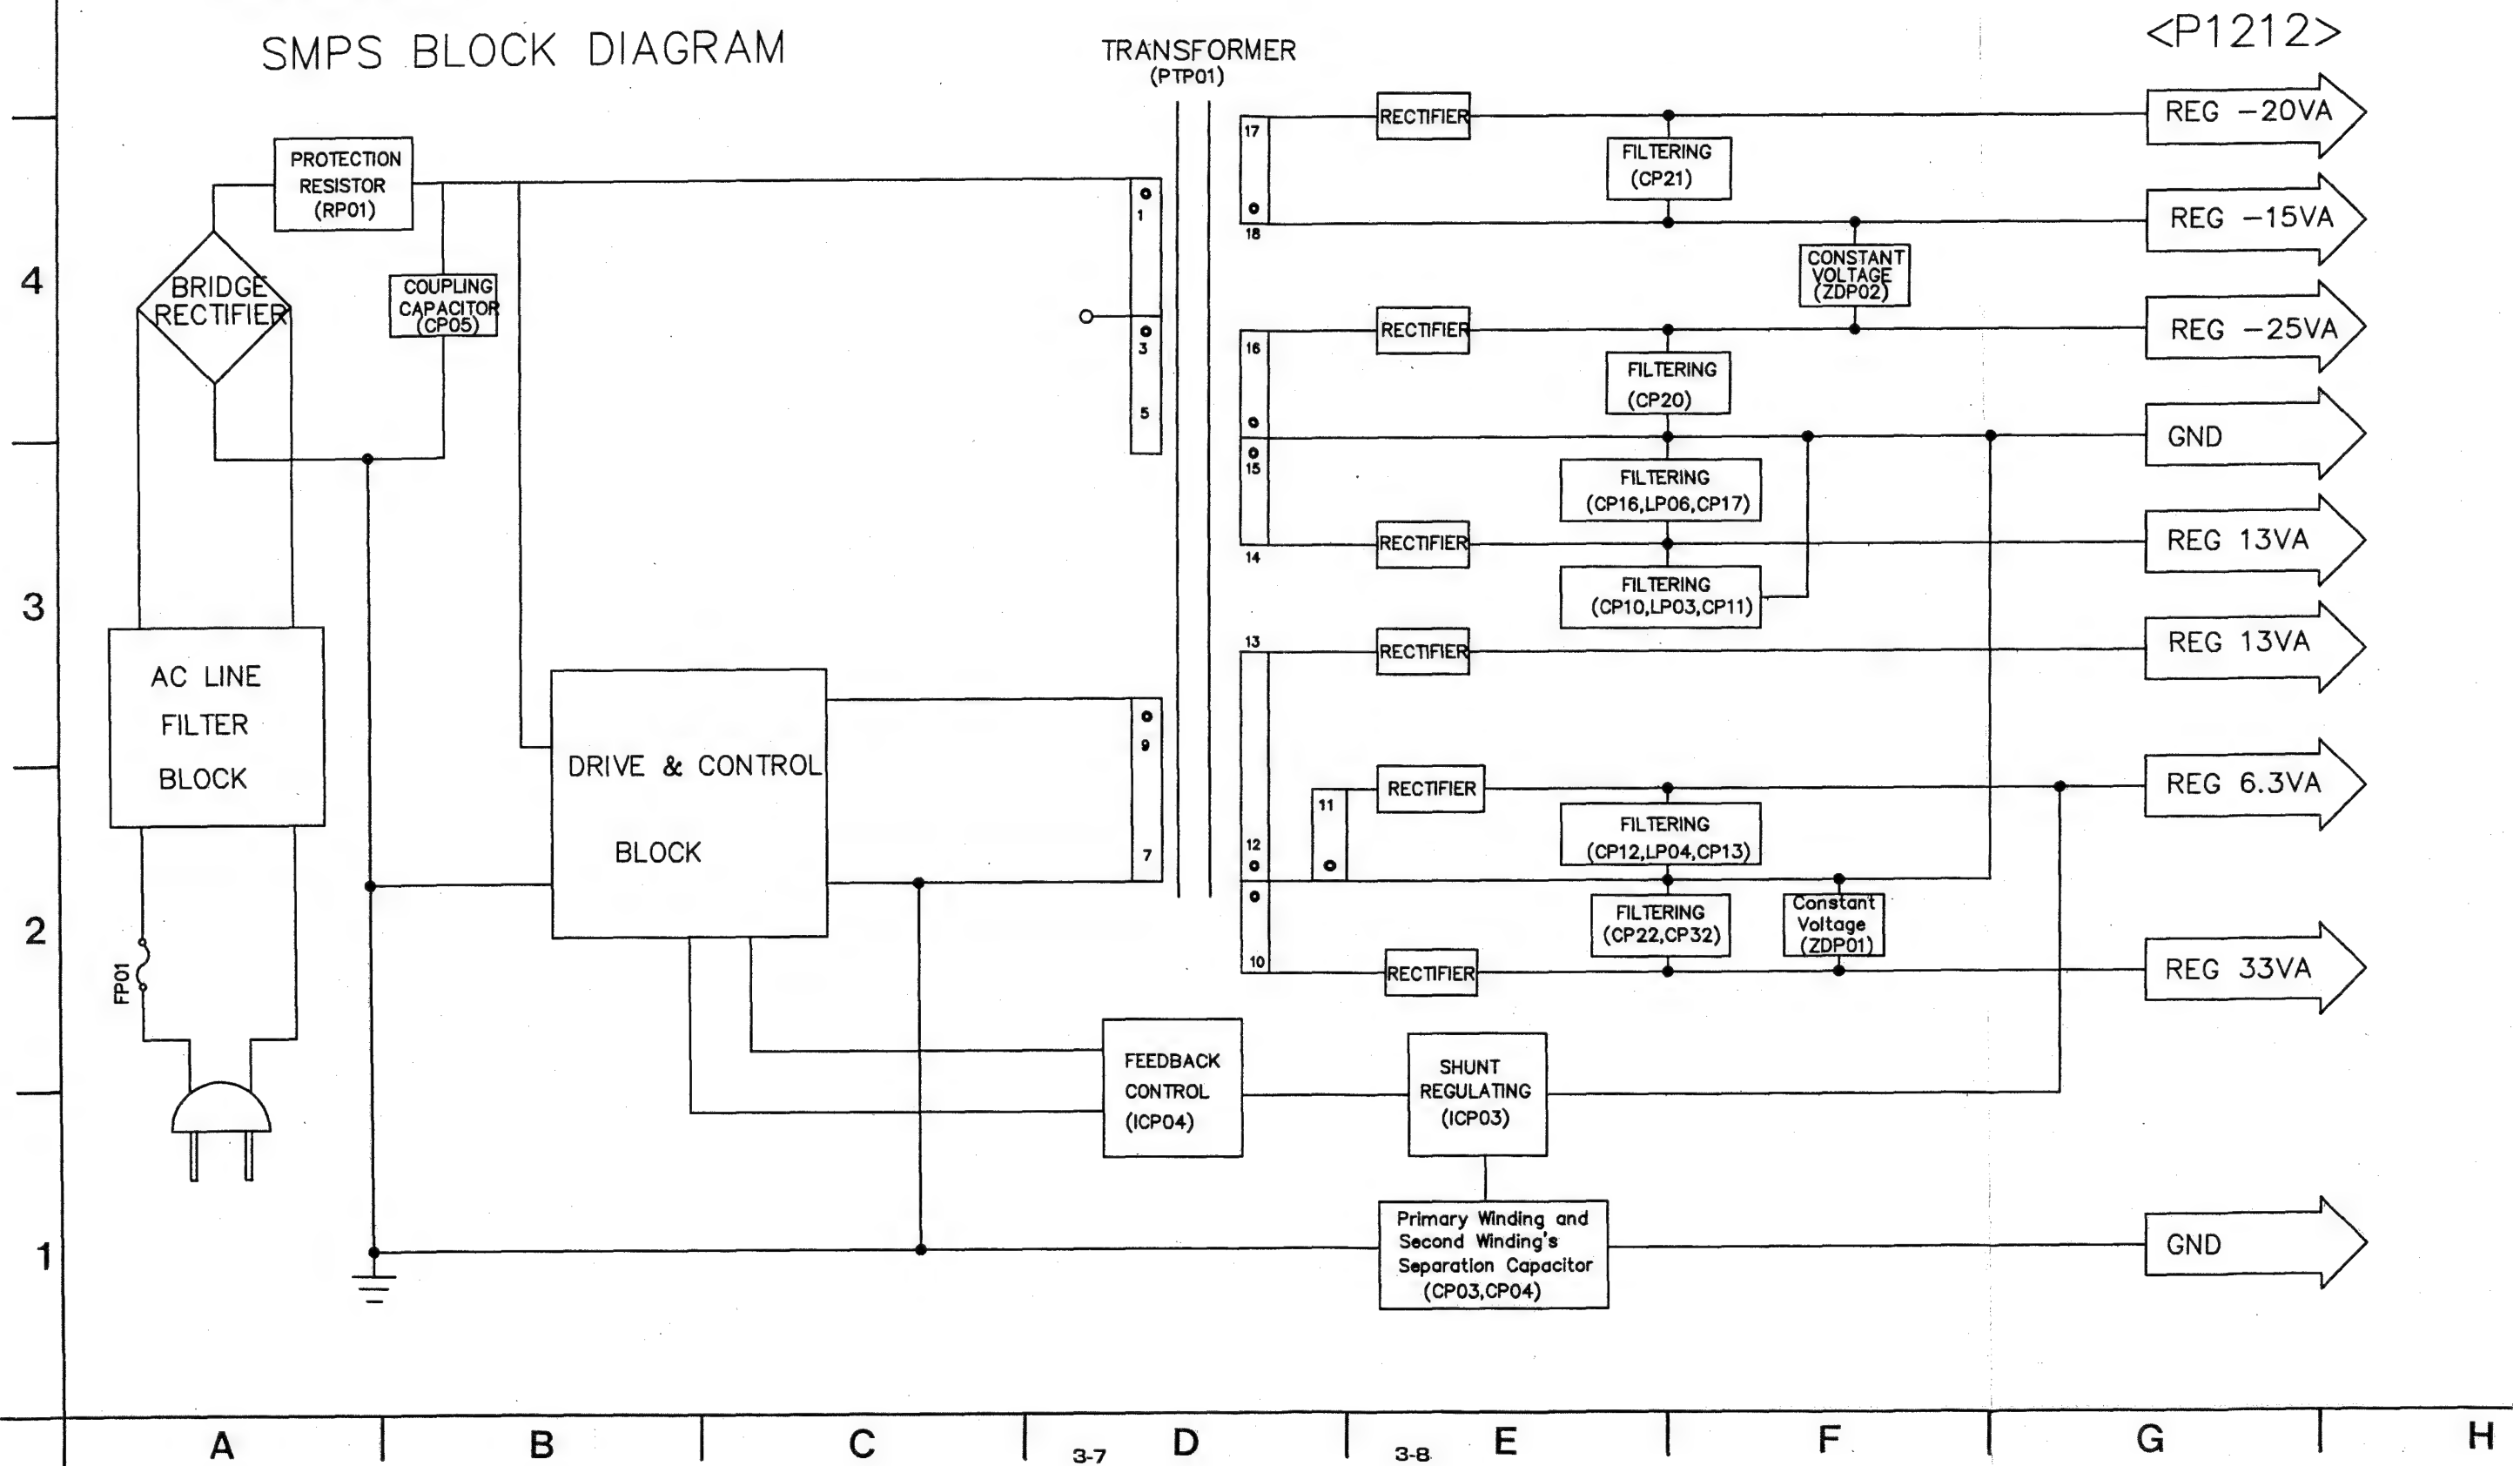 SMPS BLOCK DIAGRAM
TRANSFORMER
(PTP01)
<P1212>
PROTECTION
RESISTOR
(RP01)
BRIDGE
RECTIFIER
COUPLING
CAPACITOR
(CP05)
AC LINE
FILTER
BLOCK
FP01
DRIVE & CONTROL
BLOCK
1
3
5
9
7
17
18
16
15
14
13
12
11
10
RECTIFIER
FILTERING
(CP21)
CONSTANT
VOLTAGE
(ZDP02)
RECTIFIER
FILTERING
(CP20)
FILTERING
(CP16,LP06,CP17)
RECTIFIER
FILTERING
(CP10,LP03,CP11)
RECTIFIER
RECTIFIER
FILTERING
(CP12,LP04,CP13)
FILTERING
(CP22,CP32)
Constant
Voltage
(ZDP01)
RECTIFIER
FEEDBACK
CONTROL
(ICP04)
SHUNT
REGULATING
(ICP03)
Primary Winding and
Second Winding's
Separation Capacitor
(CP03,CP04)
REG -20VA
REG -15VA
REG -25VA
GND
REG 13VA
REG 13VA
REG 6.3VA
REG 33VA
GND
4
3
2
1
A
B
C
3-7
D
3-8
E
F
G
H